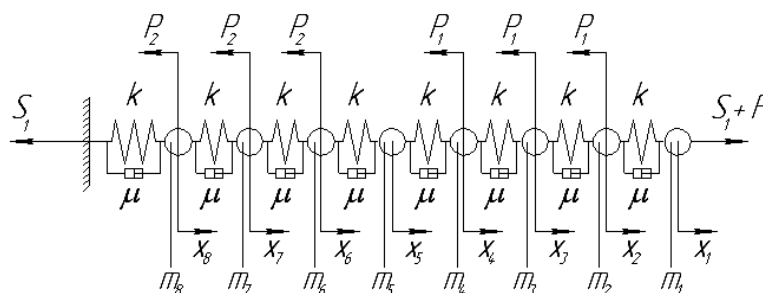 P₂ P₂ P₂ P₁ P₁ P₁
S₁ k k k k k k k k S₁+F
μ μ μ μ μ μ μ μ
x₈ x₇ x₆ x₅ x₄ x₃ x₂ x₁
m₈ m₇ m₆ m₅ m₄ m₃ m₂ m₁